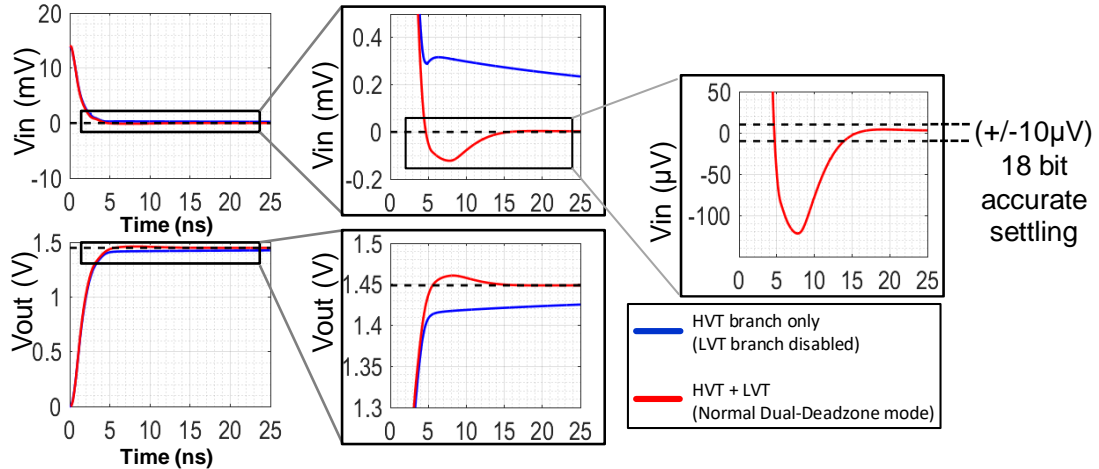 Vin (mV)
20
10
0
-10
0 5 10 15 20 25
Time (ns)
Vin (mV)
0.4
0.2
0
-0.2
0 5 10 15 20 25
Vin (µV)
50
0
-50
-100
0 5 10 15 20 25
(+/-10µV)
18 bit
accurate
settling
Vout (V)
1.5
1
0.5
0
0 5 10 15 20 25
Time (ns)
Vout (V)
1.5
1.45
1.4
1.35
1.3
0 5 10 15 20 25
HVT branch only
(LVT branch disabled)
HVT + LVT
(Normal Dual-Deadzone mode)